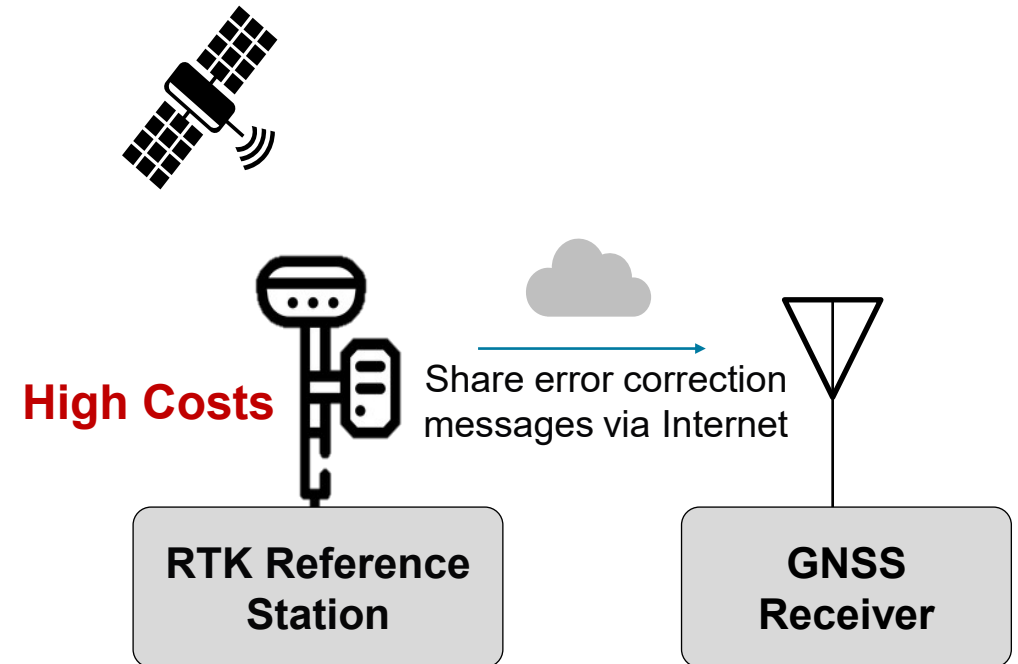 High Costs
Share error correction
messages via Internet
RTK Reference
Station
GNSS
Receiver